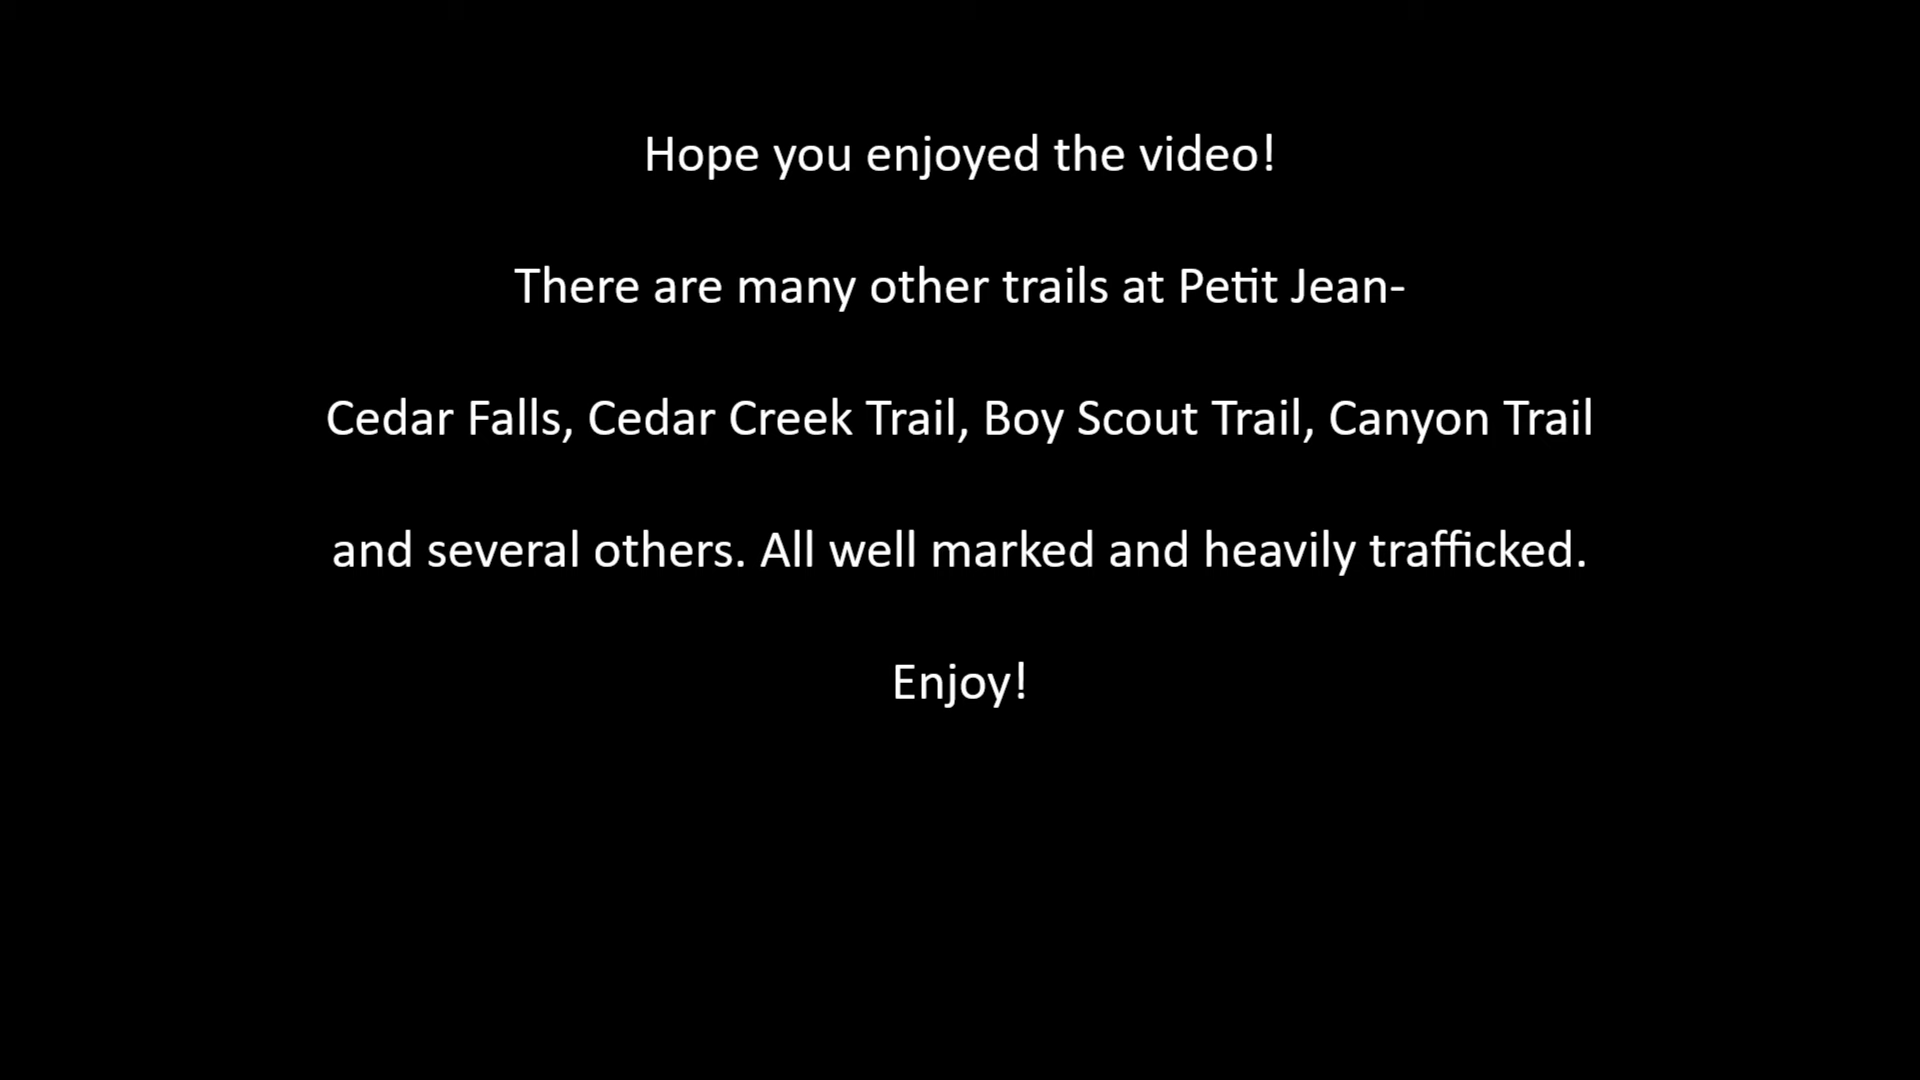 Hope you enjoyed the video!
There are many other trails at Petit Jean-
Cedar Falls, Cedar Creek Trail, Boy Scout Trail, Canyon Trail
and several others. All well marked and heavily trafficked.
Enjoy!